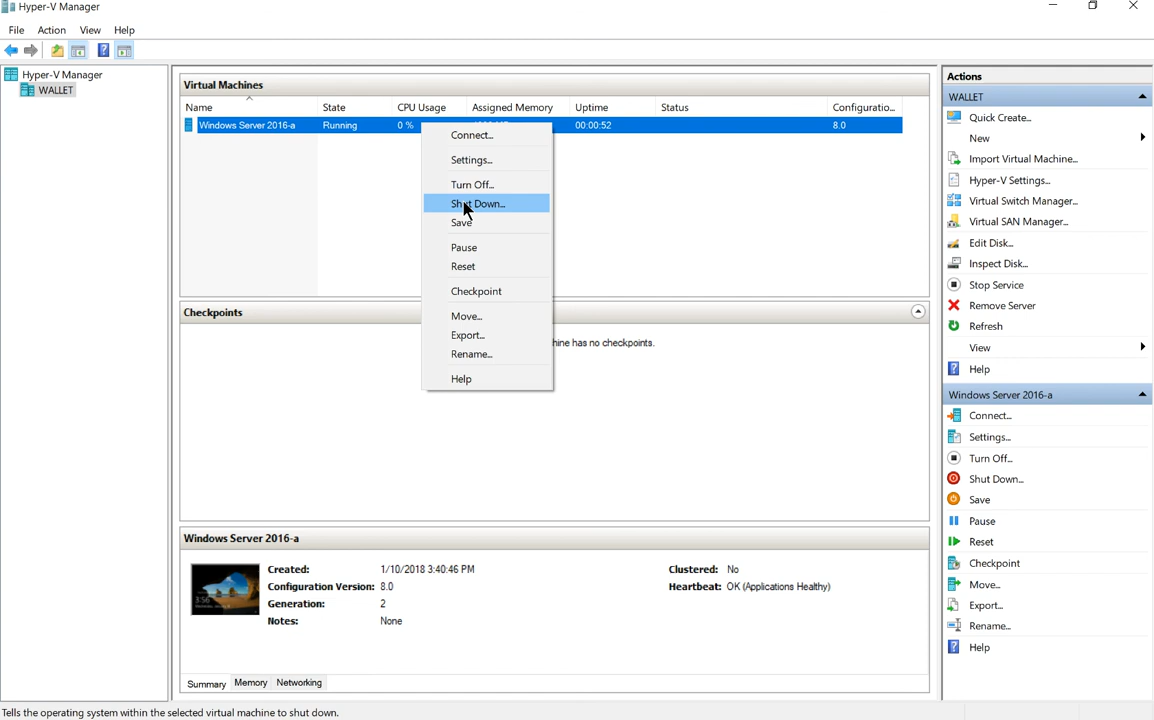 Hyper-V Manager
File Action View Help
Hyper-V Manager
WALLET
Virtual Machines
Name State CPU Usage Assigned Memory Uptime Status Configuratio...
Windows Server 2016-a Running 0 % 00:00:52 8.0
Connect...
Settings...
Turn Off...
Shut Down...
Save
Pause
Reset
Checkpoint
Move...
Export...
Rename...
Help
Checkpoints
hine has no checkpoints.
Windows Server 2016-a
Created: 1/10/2018 3:40:46 PM Clustered: No
Configuration Version: 8.0 Heartbeat: OK (Applications Healthy)
Generation: 2
Notes: None
3:56
Summary Memory Networking
Actions
WALLET
Quick Create...
New
Import Virtual Machine...
Hyper-V Settings...
Virtual Switch Manager...
Virtual SAN Manager...
Edit Disk...
Inspect Disk...
Stop Service
Remove Server
Refresh
View
Help
Windows Server 2016-a
Connect...
Settings...
Turn Off...
Shut Down...
Save
Pause
Reset
Checkpoint
Move...
Export...
Rename...
Help
Tells the operating system within the selected virtual machine to shut down.